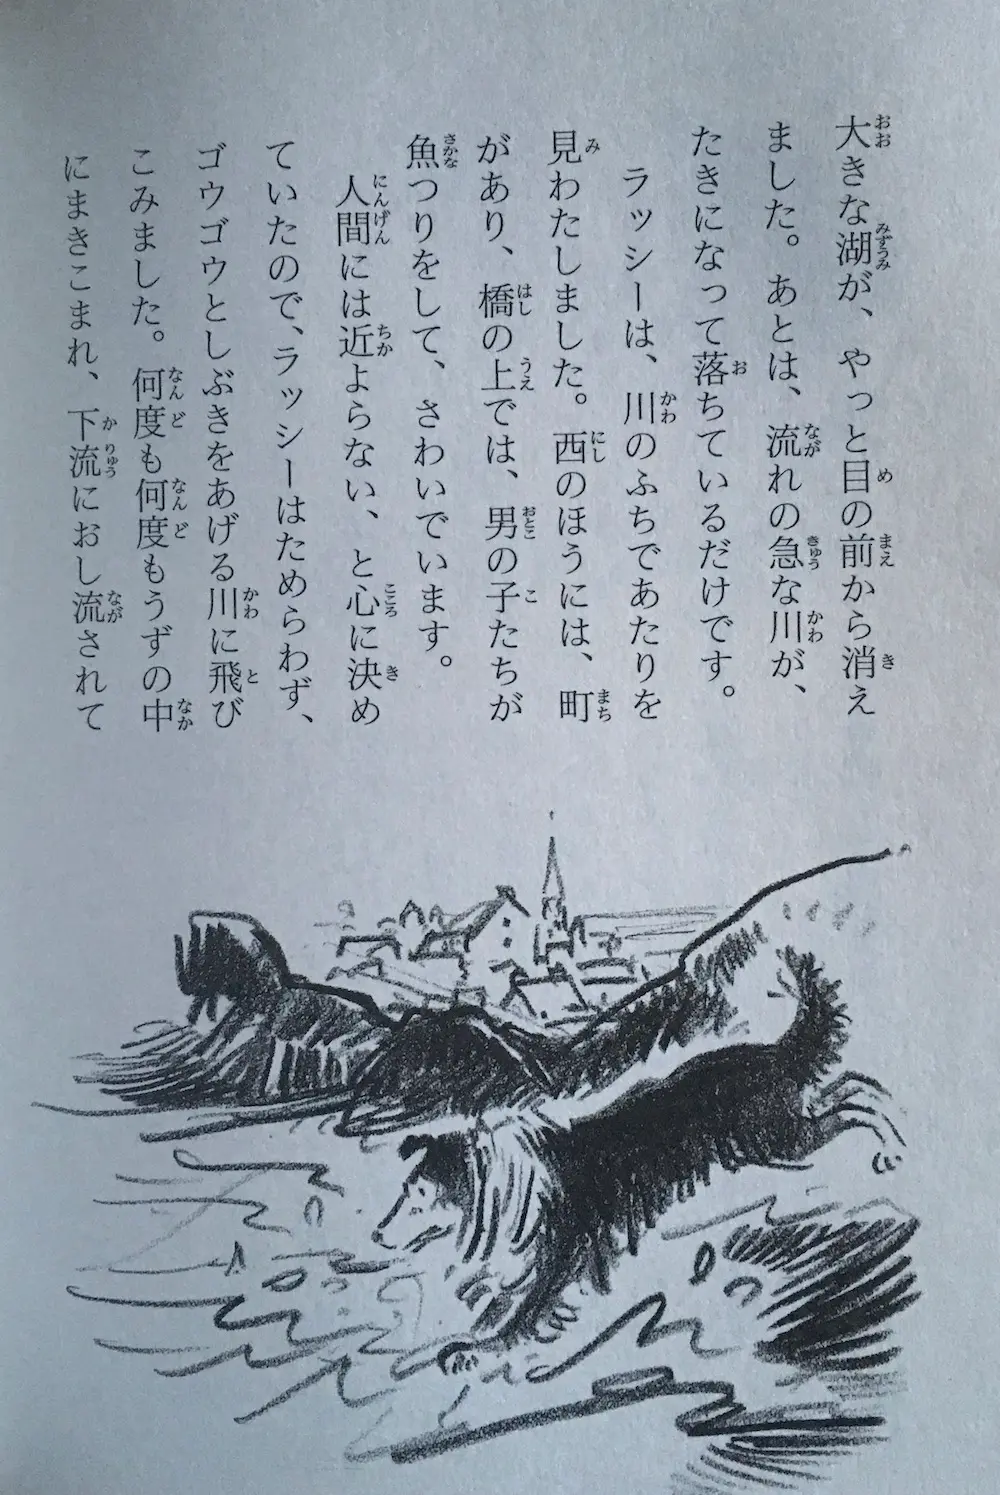 大きな湖が、やっと目の前から消え
ました。あとは、流れの急な川が、
たきになって落ちているだけです。
ラッシーは、川のふちであたりを
見わたしました。西のほうには、町
があり、橋の上では、男の子たちが
魚つりをして、さわいでいます。
人間には近よらない、と心に決め
ていたので、ラッシーはためらわず、
ゴウゴウとしぶきをあげる川に飛び
こみました。何度も何度もうずの中
にまきこまれ、下流におし流されて